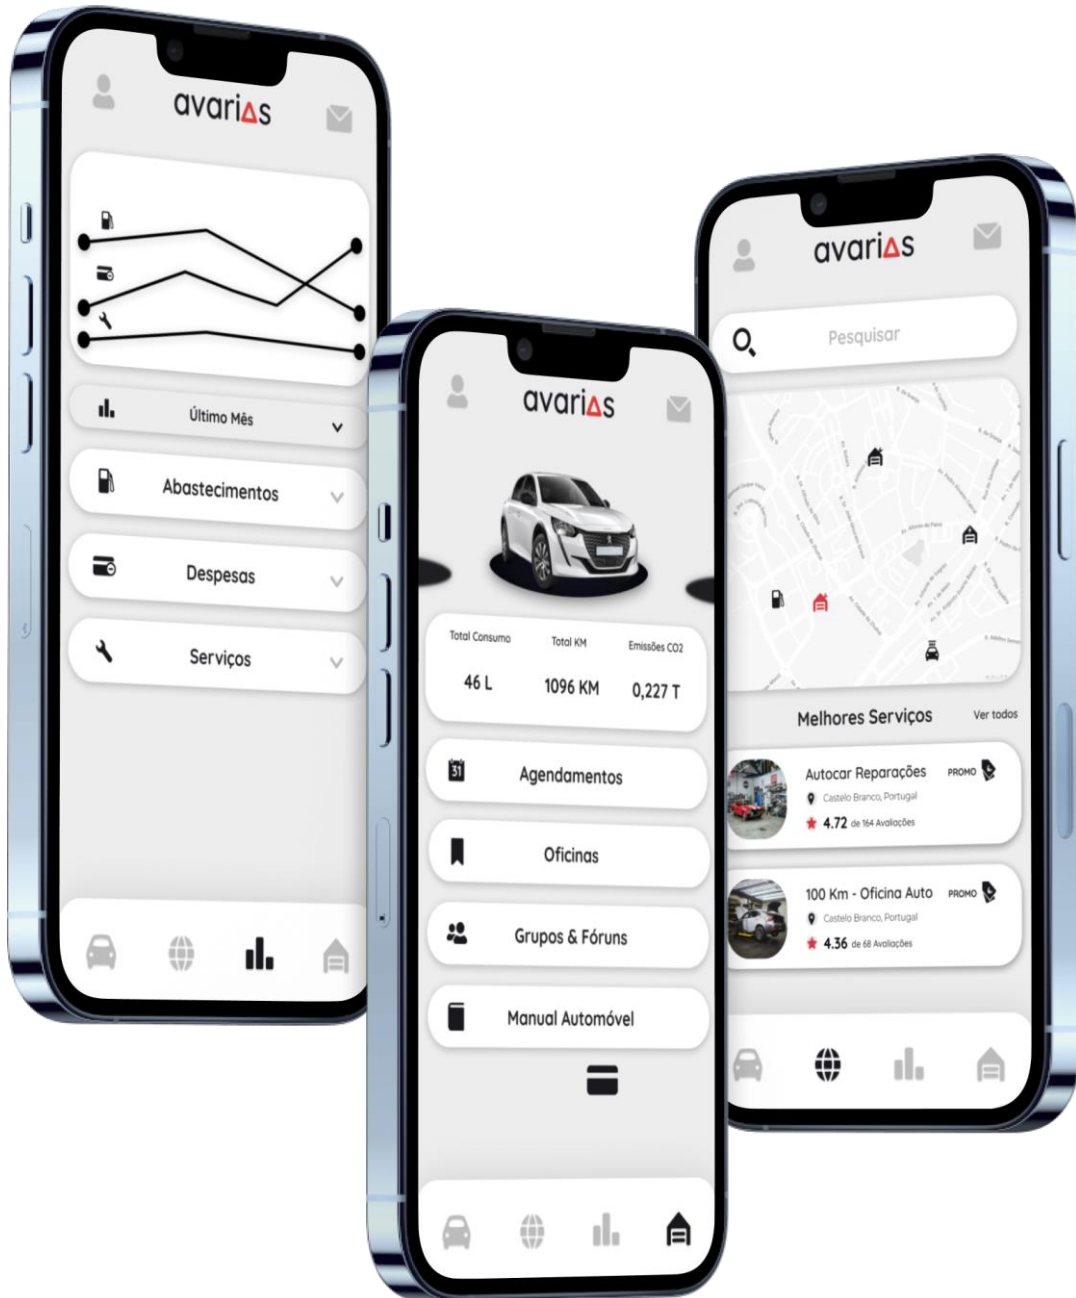 avarias
Último Mês
Abastecimentos
Despesas
Serviços
avarias
Total Consumo
Total KM
Emissões CO2
46 L
1096 KM
0,227 T
31
Agendamentos
Oficinas
Grupos & Fóruns
Manual Automóvel
avarias
Pesquisar
Melhores Serviços
Ver todos
Autocar Reparações
PROMO
Castelo Branco, Portugal
4.72 de 164 Avaliações
100 Km - Oficina Auto
PROMO
Castelo Branco, Portugal
4.36 de 68 Avaliações